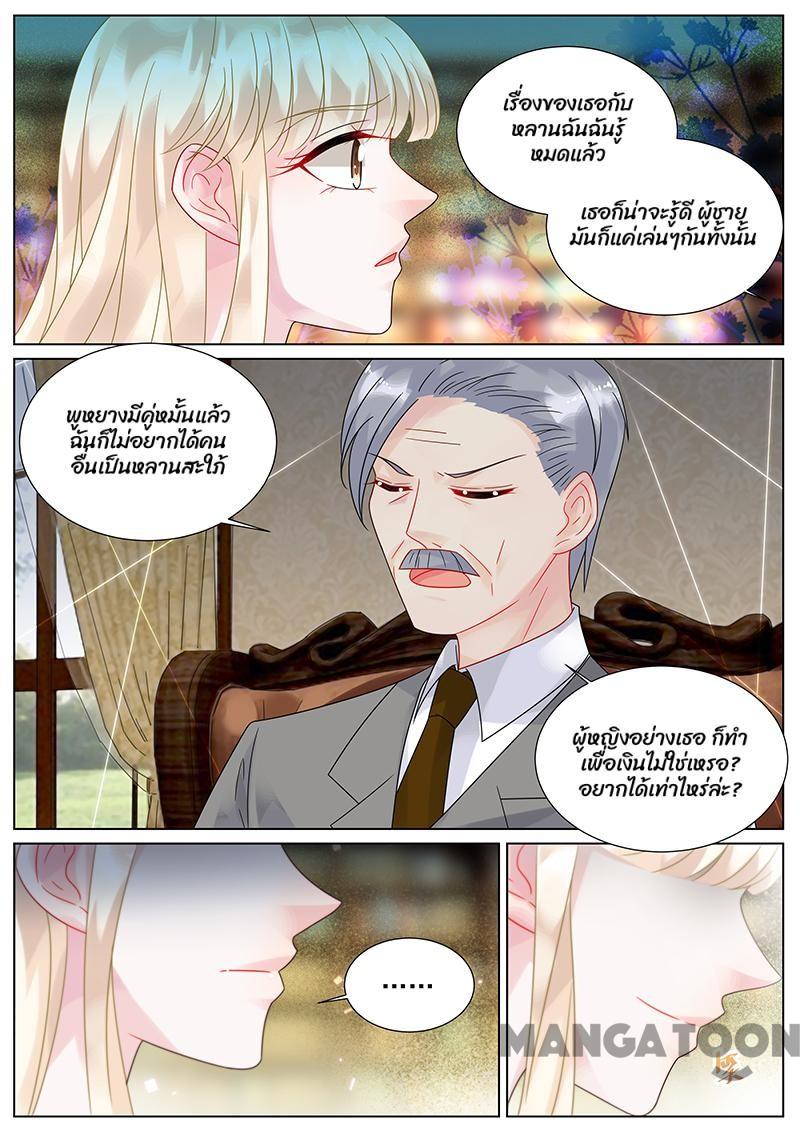 เรื่องของเธอกับ
หลานฉันฉันรู้
หมดแล้ว
เธอก็น่าจะรู้ดี ผู้ชาย
มันก็แค่เล่นๆกันทั้งนั้น
พูหยางมีคู่หมั้นแล้ว
ฉันก็ไม่อยากได้คน
อื่นเป็นหลานสะใภ้
ผู้หญิงอย่างเธอ ก็ทำ
เพื่อเงินไม่ใช่เหรอ?
อยากได้เท่าไหร่ล่ะ?
......
MANGATOON